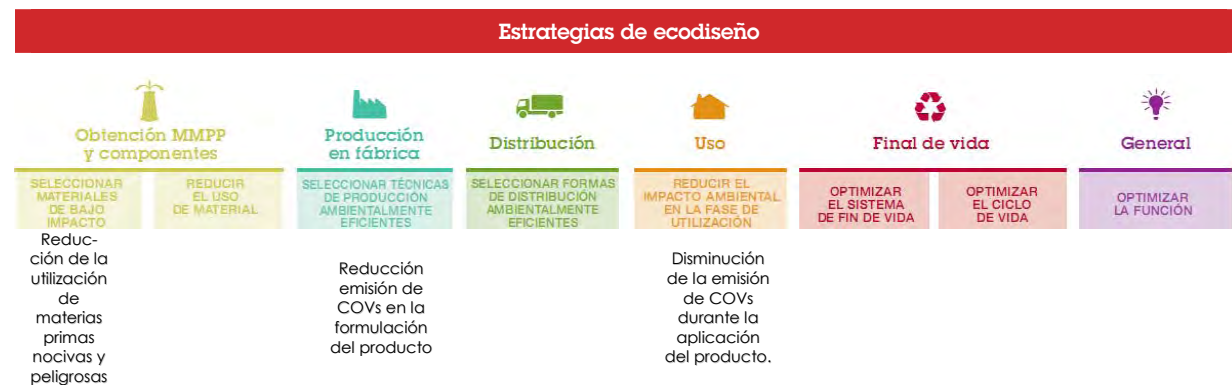 Estrategias de ecodiseño
Obtención MMPP
y componentes
Producción
en fábrica
Distribución
Uso
Final de vida
General
SELECCIONAR
MATERIALES
DE BAJO
IMPACTO
REDUCIR
EL USO
DE MATERIAL
SELECCIONAR TÉCNICAS
DE PRODUCCIÓN
AMBIENTALMENTE
EFICIENTES
SELECCIONAR FORMAS
DE DISTRIBUCIÓN
AMBIENTALMENTE
EFICIENTES
REDUCIR EL
IMPACTO AMBIENTAL
EN LA FASE DE
UTILIZACIÓN
OPTIMIZAR
EL SISTEMA
DE FIN DE VIDA
OPTIMIZAR
EL CICLO
DE VIDA
OPTIMIZAR
LA FUNCIÓN
Reduc-
ción de la
utilización
de
materias
primas
nocivas y
peligrosas
Reducción
emisión de
COVs en la
formulación
del producto
Disminución
de la emisión
de COVs
durante la
aplicación
del producto.